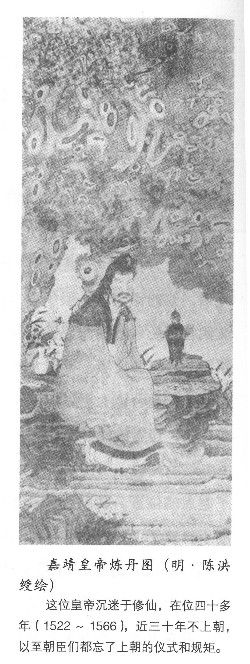 嘉靖皇帝炼丹图（明·陈洪
绶绘）
这位皇帝沉迷于修仙，在位四十多
年（1522 ~ 1566），近三十年不上朝，
以至朝臣们都忘了上朝的仪式和规矩。